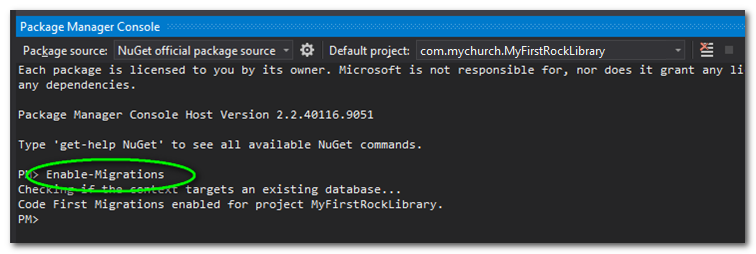 Package Manager Console
Package source: NuGet official package source Default project: com.mychurch.MyFirstRockLibrary
Each package is licensed to you by its owner. Microsoft is not responsible for, nor does it grant any li
any dependencies.
Package Manager Console Host Version 2.2.40116.9051
Type 'get-help NuGet' to see all available NuGet commands.
PM> Enable-Migrations
Checking if the context targets an existing database...
Code First Migrations enabled for project MyFirstRockLibrary.
PM>